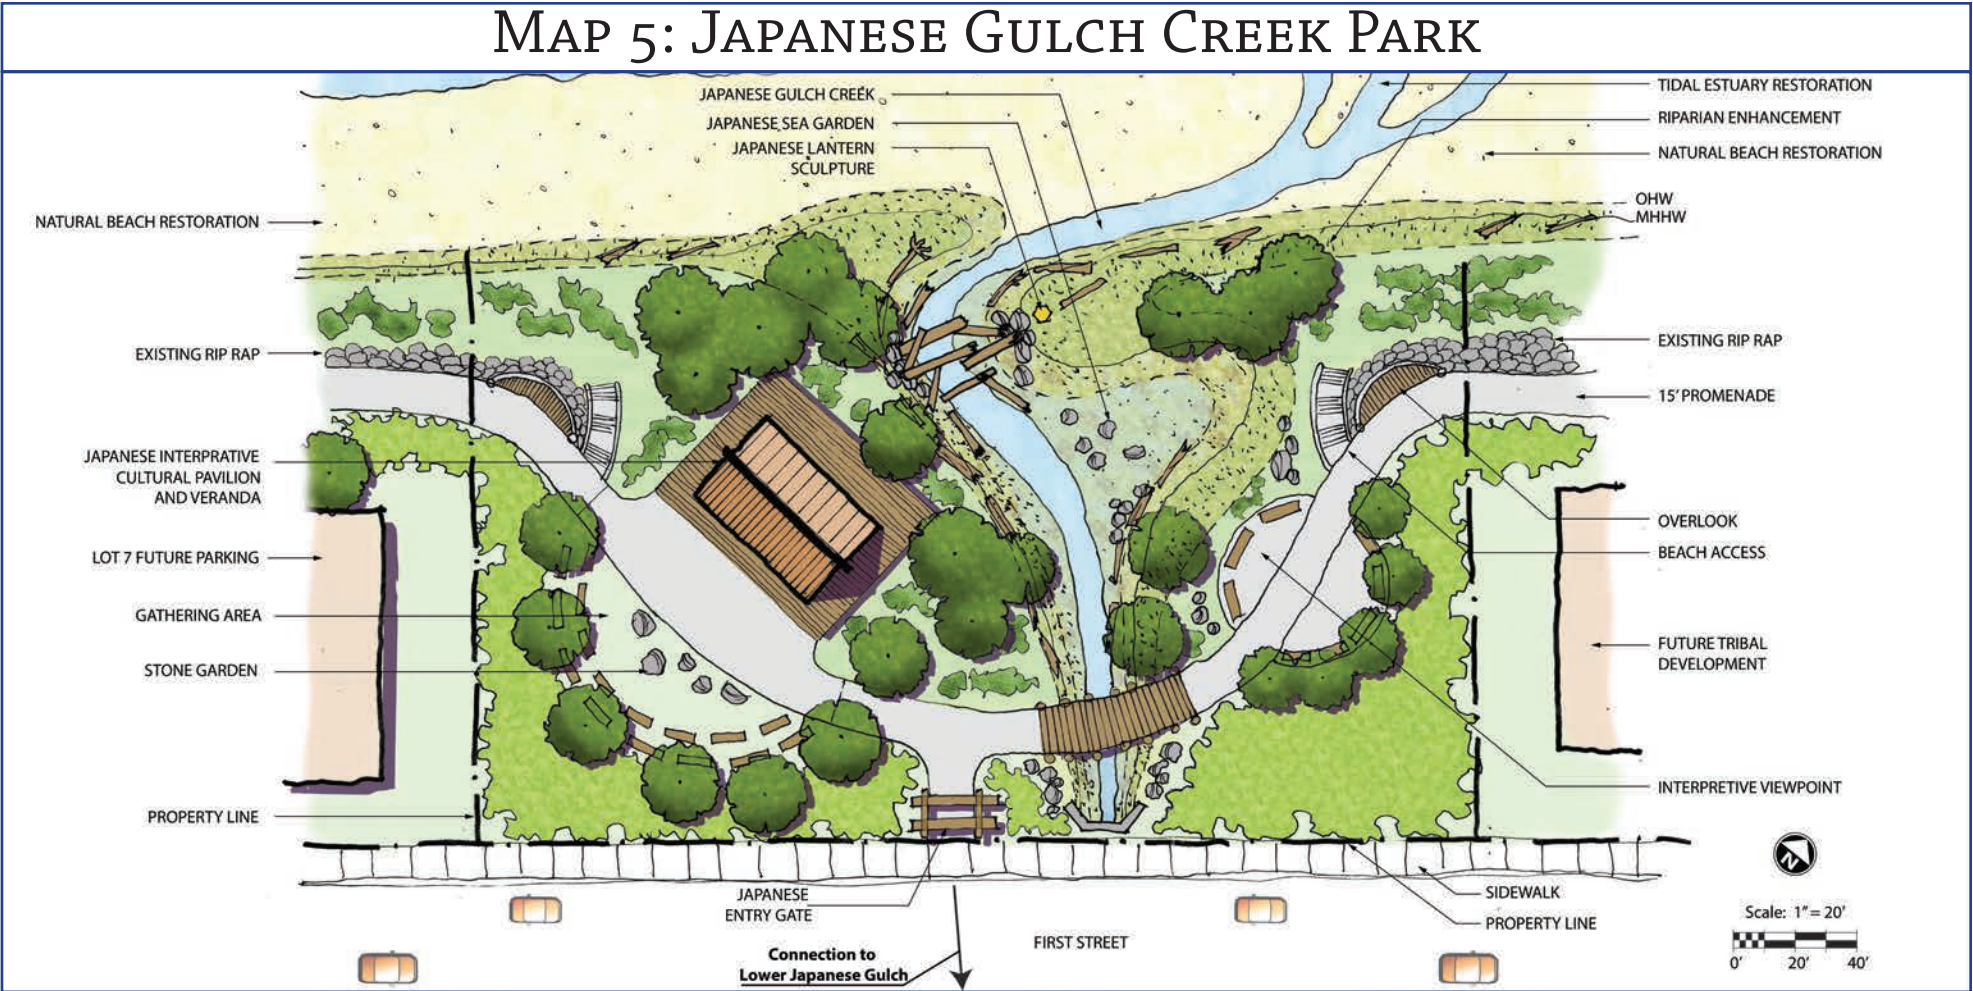 MAP 5: JAPANESE GULCH CREEK PARK
JAPANESE GULCH CREEK
JAPANESE SEA GARDEN
JAPANESE LANTERN
SCULPTURE
TIDAL ESTUARY RESTORATION
RIPARIAN ENHANCEMENT
NATURAL BEACH RESTORATION
OHW
MHHW
NATURAL BEACH RESTORATION
EXISTING RIP RAP
JAPANESE INTERPRATIVE
CULTURAL PAVILION
AND VERANDA
LOT 7 FUTURE PARKING
GATHERING AREA
STONE GARDEN
PROPERTY LINE
EXISTING RIP RAP
15' PROMENADE
OVERLOOK
BEACH ACCESS
FUTURE TRIBAL
DEVELOPMENT
INTERPRETIVE VIEWPOINT
JAPANESE
ENTRY GATE
Connection to
Lower Japanese Gulch
FIRST STREET
SIDEWALK
PROPERTY LINE
N
Scale: 1" = 20'
0' 20' 40'